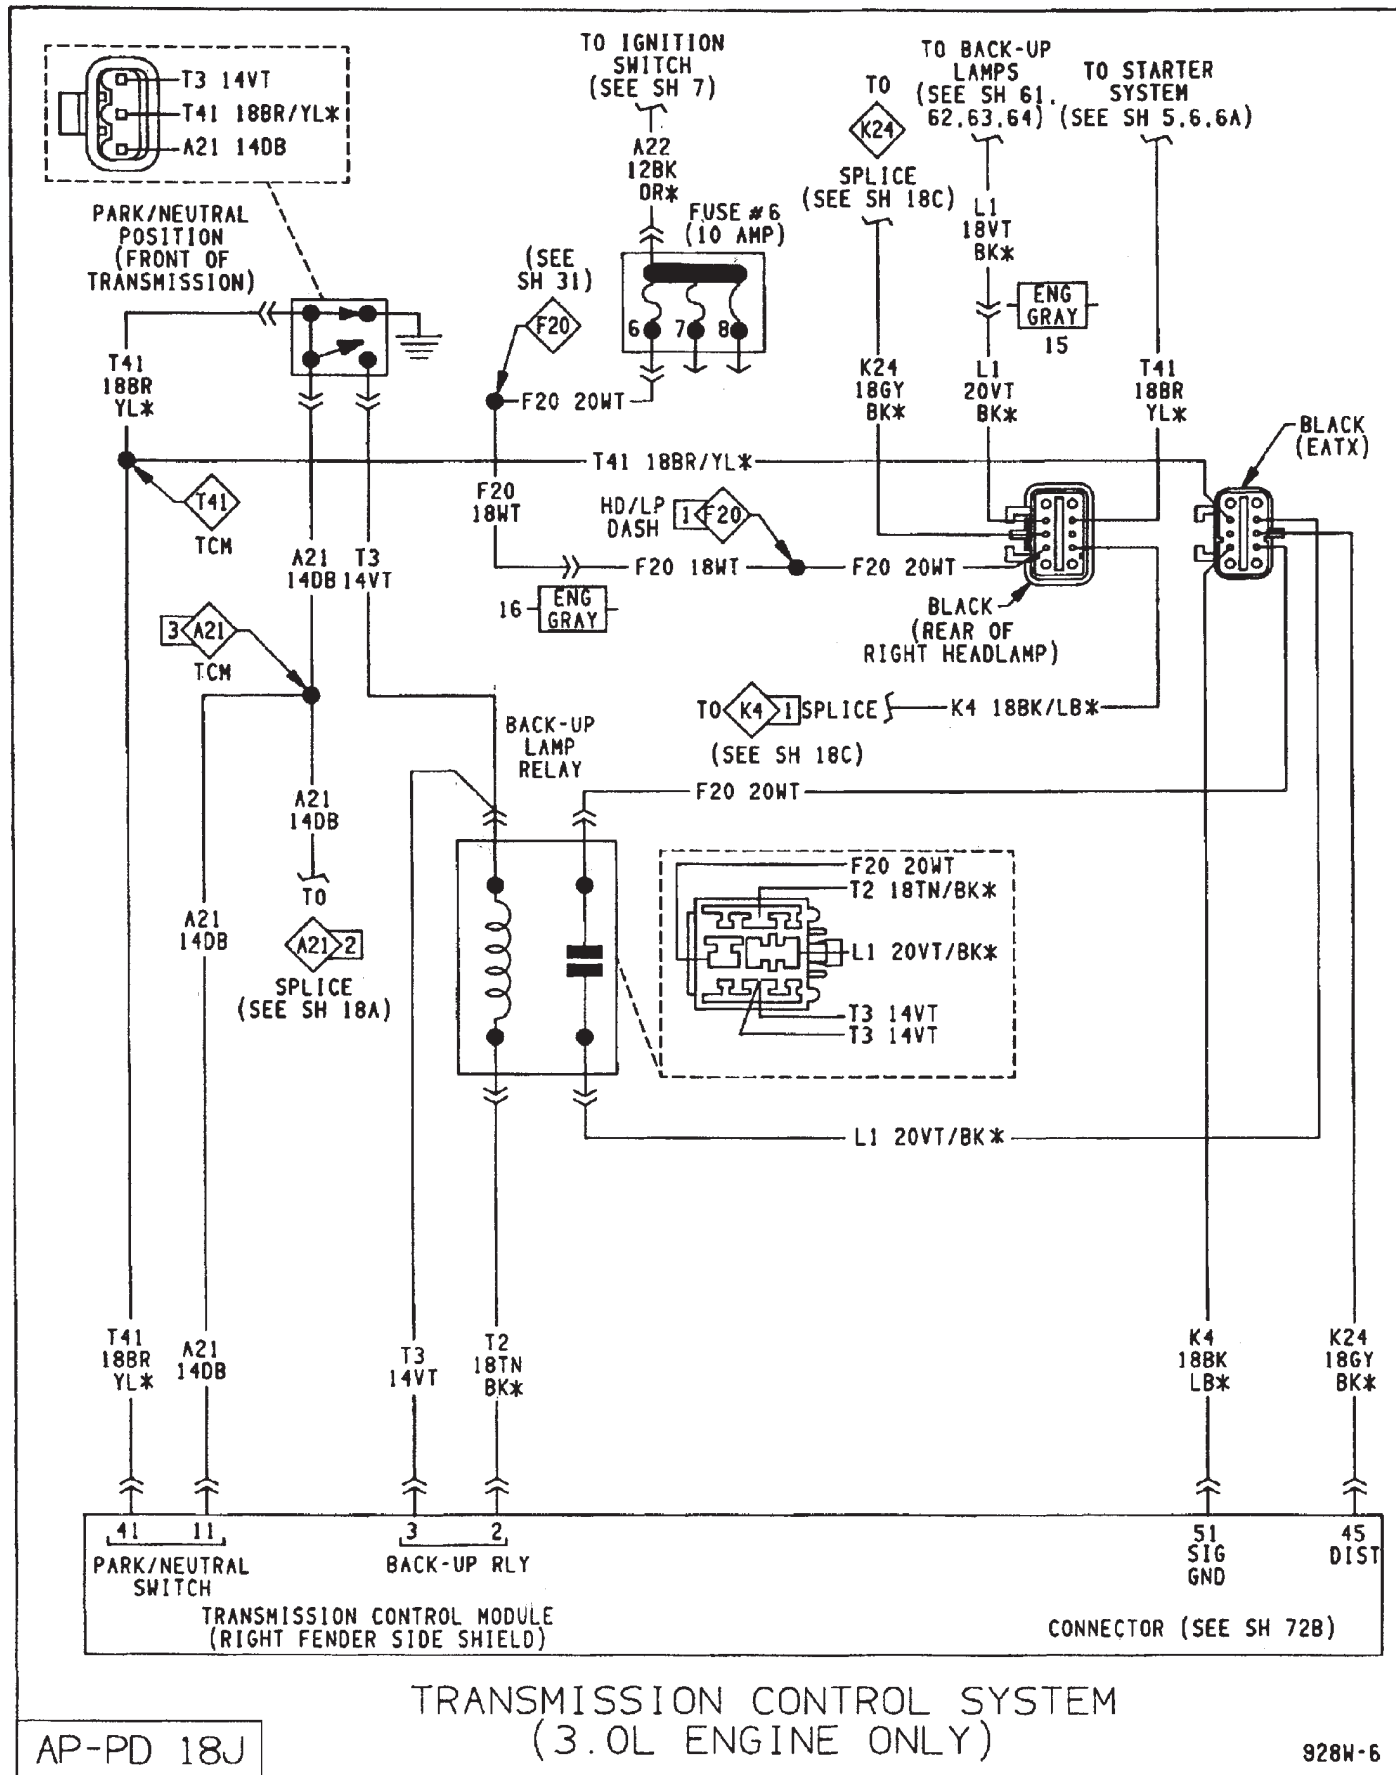 TO IGNITION
SWITCH
(SEE SH 7)
TO BACK-UP
LAMPS
(SEE SH 61,
62,63,64)
TO STARTER
SYSTEM
(SEE SH 5,6,6A)
TO
K24
SPLICE
(SEE SH 18C)
T3 14VT
T41 18BR/YL*
A21 14DB
PARK/NEUTRAL
POSITION
(FRONT OF
TRANSMISSION)
A22
12BK
OR*
FUSE #6
(10 AMP)
6
7
8
(SEE
SH 31)
F20
L1
18VT
BK*
ENG
GRAY
15
T41
18BR
YL*
F20 20WT
K24
18GY
BK*
L1
20VT
BK*
T41
18BR
YL*
BLACK
(EATX)
T41 18BR/YL*
T41
TCM
F20
18WT
HD/LP
DASH
1 F20
A21
14DB
T3
14VT
F20 18WT
F20 20WT
16
ENG
GRAY
BLACK
(REAR OF
RIGHT HEADLAMP)
3 A21
TCM
TO K4 1 SPLICE
K4 18BK/LB*
(SEE SH 18C)
BACK-UP
LAMP
RELAY
F20 20WT
A21
14DB
TO
A21 2
SPLICE
(SEE SH 18A)
A21
14DB
F20 20WT
T2 18TN/BK*
L1 20VT/BK*
T3 14VT
T3 14VT
L1 20VT/BK*
T41
18BR
YL*
A21
14DB
T3
14VT
T2
18TN
BK*
K4
18BK
LB*
K24
18GY
BK*
41 11 3 2 51 45
PARK/NEUTRAL
SWITCH
BACK-UP RLY
SIG
GND
DIST
TRANSMISSION CONTROL MODULE
(RIGHT FENDER SIDE SHIELD)
CONNECTOR (SEE SH 72B)
TRANSMISSION CONTROL SYSTEM
(3.0L ENGINE ONLY)
AP-PD 18J
928W-6